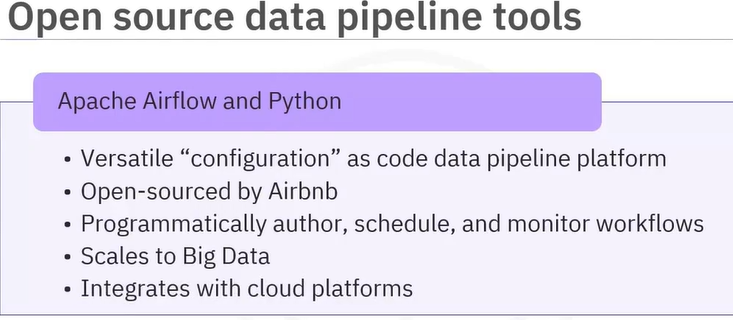 Open source data pipeline tools
Apache Airflow and Python
• Versatile “configuration” as code data pipeline platform
• Open-sourced by Airbnb
• Programmatically author, schedule, and monitor workflows
• Scales to Big Data
• Integrates with cloud platforms